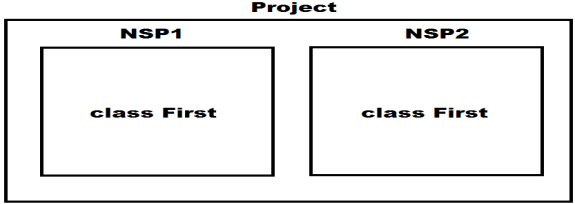 Project
NSP1
NSP2
class First
class First